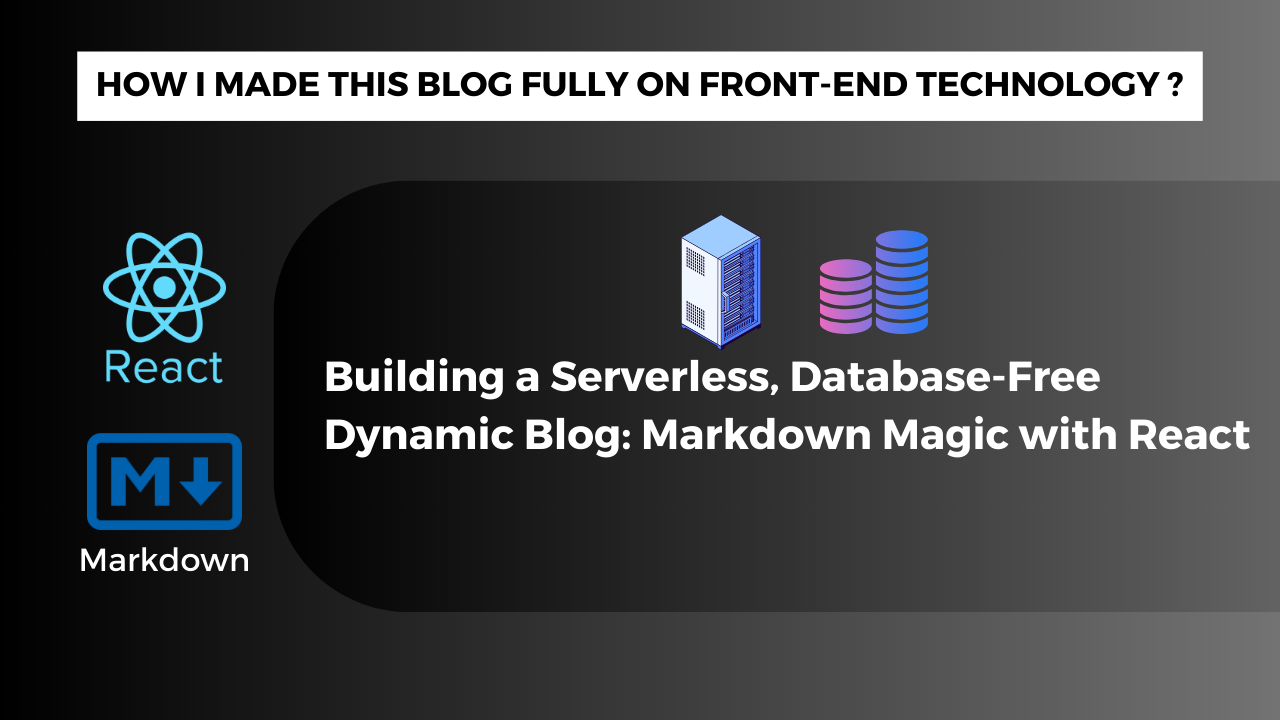 HOW I MADE THIS BLOG FULLY ON FRONT-END TECHNOLOGY ?
React
Building a Serverless, Database-Free
Dynamic Blog: Markdown Magic with React
M
Markdown